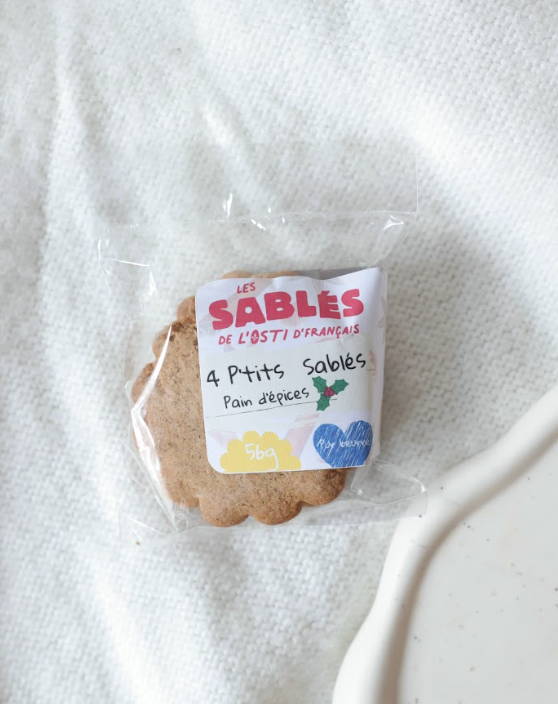 LES
SABLÉS
DE L'OSTI D'FRANÇAIS
4 P'tits Sablés
Pain d'épices
56g